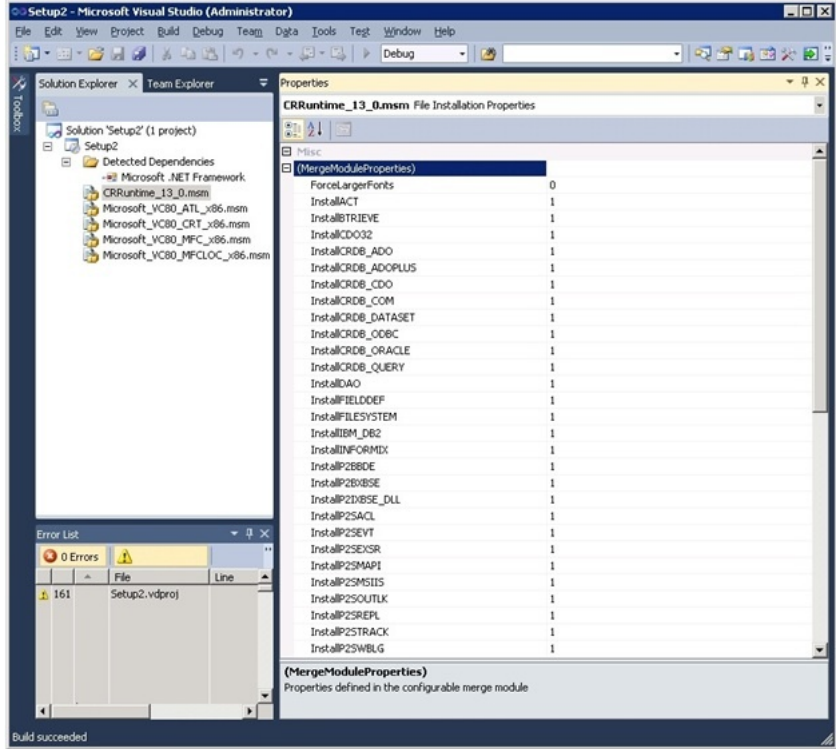 Setup2 - Microsoft Visual Studio (Administrator)
File Edit View Project Build Debug Team Data Tools Test Window Help
Debug
Toolbox
Solution Explorer Team Explorer
Solution 'Setup2' (1 project)
Setup2
Detected Dependencies
Microsoft .NET Framework
CRRuntime_13_0.msm
Microsoft_VC80_ATL_x86.msm
Microsoft_VC80_CRT_x86.msm
Microsoft_VC80_MFC_x86.msm
Microsoft_VC80_MFCLOC_x86.msm
Error List
0 Errors
File Line
161 Setup2.vdproj
Properties
CRRuntime_13_0.msm File Installation Properties
Misc
(MergeModuleProperties)
ForceLargerFonts 0
InstallACT 1
InstallBTRIEVE 1
InstallCDO32 1
InstallCRDB_ADO 1
InstallCRDB_ADOPLUS 1
InstallCRDB_CDO 1
InstallCRDB_COM 1
InstallCRDB_DATASET 1
InstallCRDB_ODBC 1
InstallCRDB_ORACLE 1
InstallCRDB_QUERY 1
InstallDAO 1
InstallFIELDDEF 1
InstallFILESYSTEM 1
InstallIBM_DB2 1
InstallINFORMIX 1
InstallP2BBDE 1
InstallP2BXBSE 1
InstallP2IXBSE_DLL 1
InstallP2SACL 1
InstallP2SEVT 1
InstallP2SEXSR 1
InstallP2SMAPI 1
InstallP2SMSIIS 1
InstallP2SOUTLK 1
InstallP2SREPL 1
InstallP2STRACK 1
InstallP2SWBLG 1
(MergeModuleProperties)
Properties defined in the configurable merge module
Build succeeded